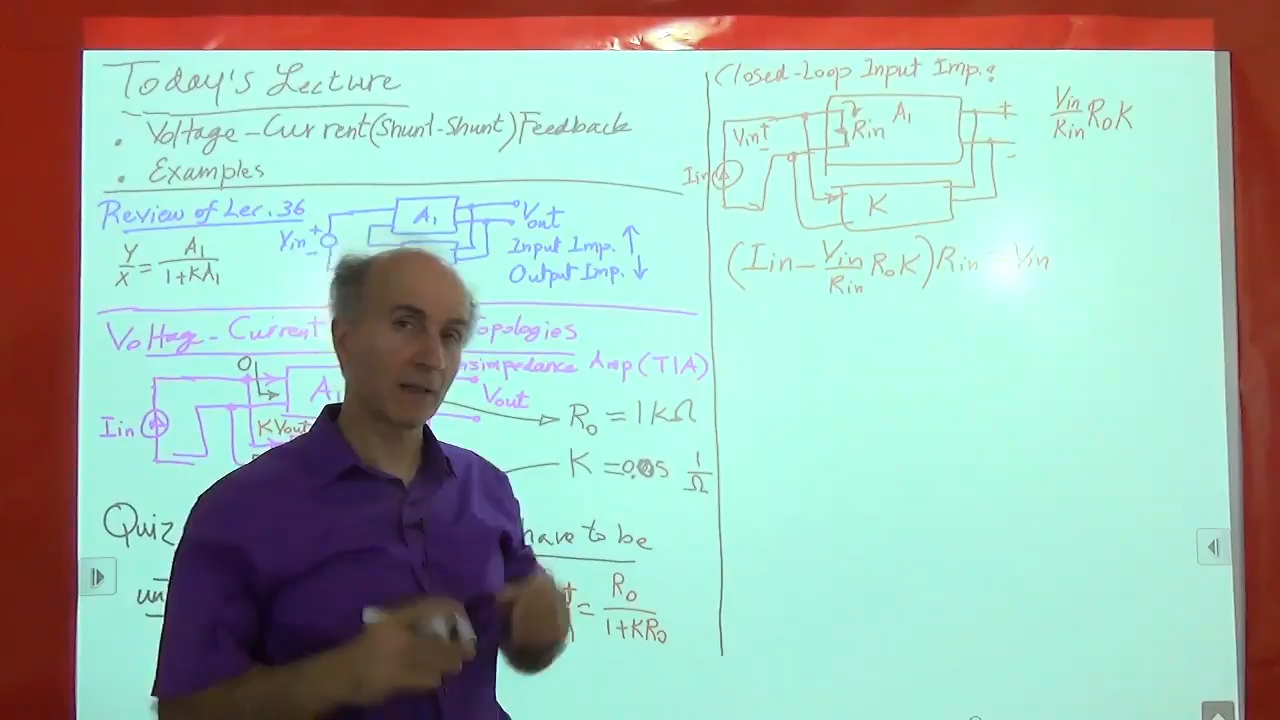 Today's Lecture
• Voltage-Current (Shunt-Shunt) Feedback
• Examples
Review of Lec. 36
Y/X = A1/(1+KA1)
Vin + -
A1
Vout
Input Imp. ↑
Output Imp. ↓
Voltage-Current Topologies
Amp (TIA)
0
A1
Vout
Iin
KVout
R0 = 1kΩ
K = 0.05 1/Ω
Quiz have to be
= R0/(1+KR0)
Closed-Loop Input Imp.:
Vin + -
Rin
A1
+
-
Iin
K
Vin/Rin R0 K
(Iin - Vin/Rin R0 K) Rin = Vin